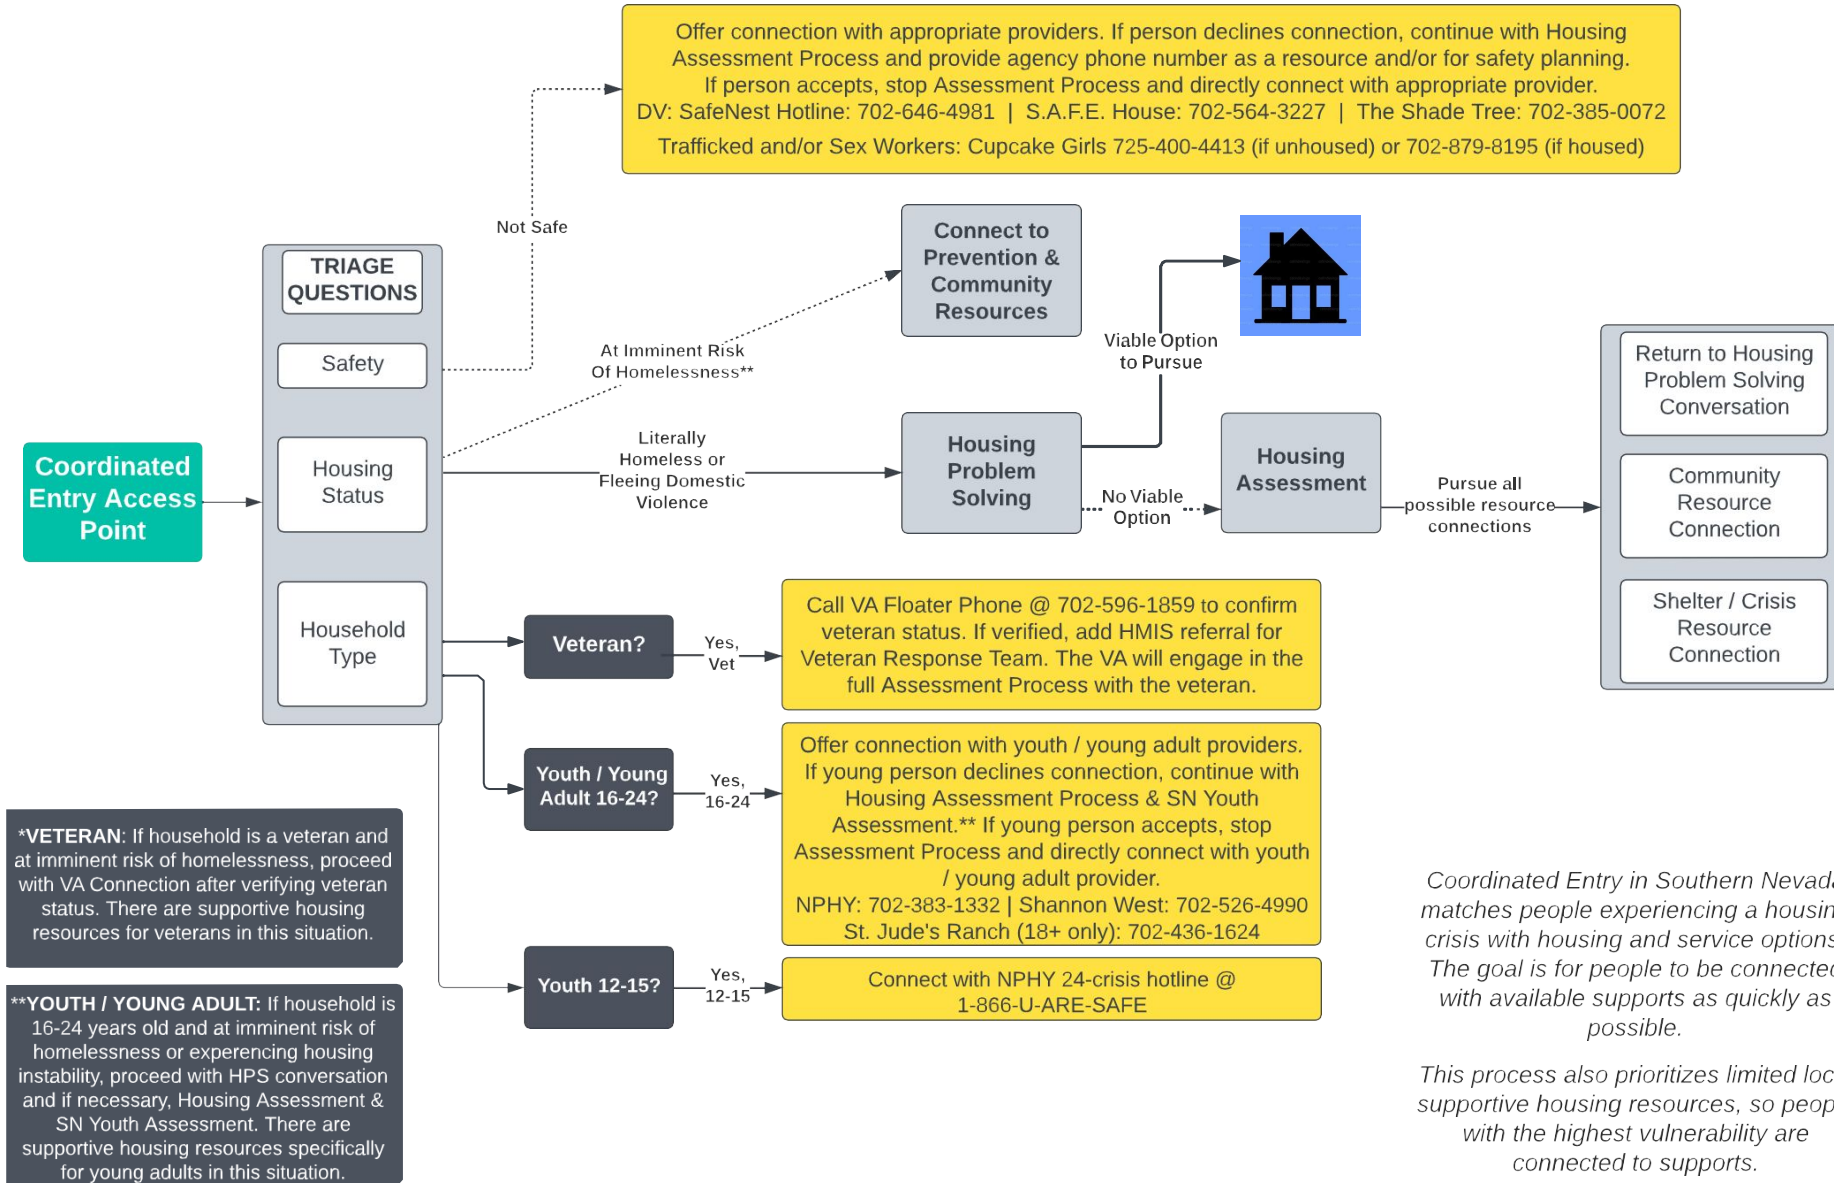 Offer connection with appropriate providers. If person declines connection, continue with Housing
Assessment Process and provide agency phone number as a resource and/or for safety planning.
If person accepts, stop Assessment Process and directly connect with appropriate provider.
DV: SafeNest Hotline: 702-646-4981 | S.A.F.E. House: 702-564-3227 | The Shade Tree: 702-385-0072
Trafficked and/or Sex Workers: Cupcake Girls 725-400-4413 (if unhoused) or 702-879-8195 (if housed)
Not Safe
TRIAGE
QUESTIONS
Safety
Housing
Status
Household
Type
Coordinated
Entry Access
Point
At Imminent Risk
Of Homelessness**
Connect to
Prevention &
Community
Resources
Literally
Homeless or
Fleeing Domestic
Violence
Housing
Problem
Solving
Viable Option
to Pursue
No Viable
Option
Housing
Assessment
Pursue all
possible resource
connections
Return to Housing
Problem Solving
Conversation
Community
Resource
Connection
Shelter / Crisis
Resource
Connection
Veteran?
Yes,
Vet
Call VA Floater Phone @ 702-596-1859 to confirm
veteran status. If verified, add HMIS referral for
Veteran Response Team. The VA will engage in the
full Assessment Process with the veteran.
Youth / Young
Adult 16-24?
Yes,
16-24
Offer connection with youth / young adult providers.
If young person declines connection, continue with
Housing Assessment Process & SN Youth
Assessment.** If young person accepts, stop
Assessment Process and directly connect with youth
/ young adult provider.
NPHY: 702-383-1332 | Shannon West: 702-526-4990
St. Jude's Ranch (18+ only): 702-436-1624
Youth 12-15?
Yes,
12-15
Connect with NPHY 24-crisis hotline @
1-866-U-ARE-SAFE
*VETERAN: If household is a veteran and
at imminent risk of homelessness, proceed
with VA Connection after verifying veteran
status. There are supportive housing
resources for veterans in this situation.
**YOUTH / YOUNG ADULT: If household is
16-24 years old and at imminent risk of
homelessness or experencing housing
instability, proceed with HPS conversation
and if necessary, Housing Assessment &
SN Youth Assessment. There are
supportive housing resources specifically
for young adults in this situation.
Coordinated Entry in Southern Nevada
matches people experiencing a housin
crisis with housing and service options
The goal is for people to be connected
with available supports as quickly as
possible.
This process also prioritizes limited loc
supportive housing resources, so peop
with the highest vulnerability are
connected to supports.